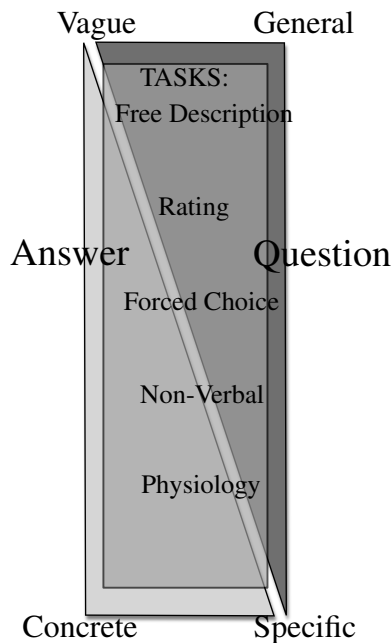 Vague General
TASKS:
Free Description
Rating
Answer Question
Forced Choice
Non-Verbal
Physiology
Concrete Specific